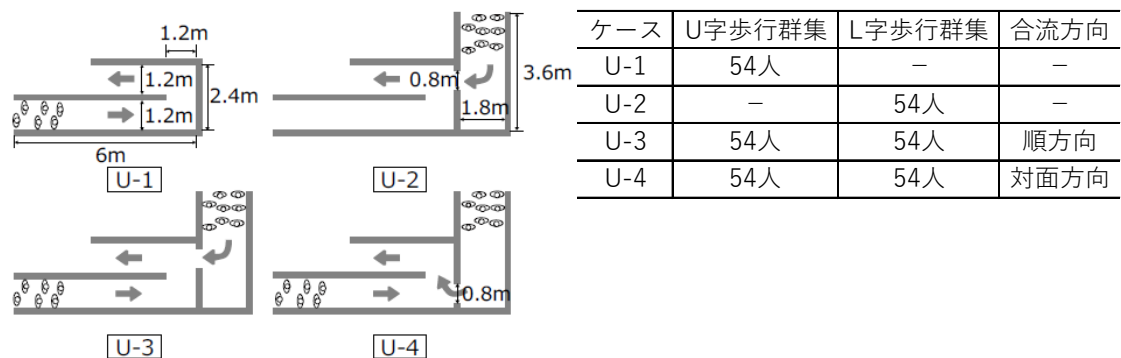 1.2m
1.2m
2.4m
1.2m
6m
U-1
0.8m
3.6m
1.8m
U-2
U-3
0.8m
U-4
ケース U字歩行群集 L字歩行群集 合流方向
U-1 54人 − −
U-2 − 54人 −
U-3 54人 54人 順方向
U-4 54人 54人 対面方向